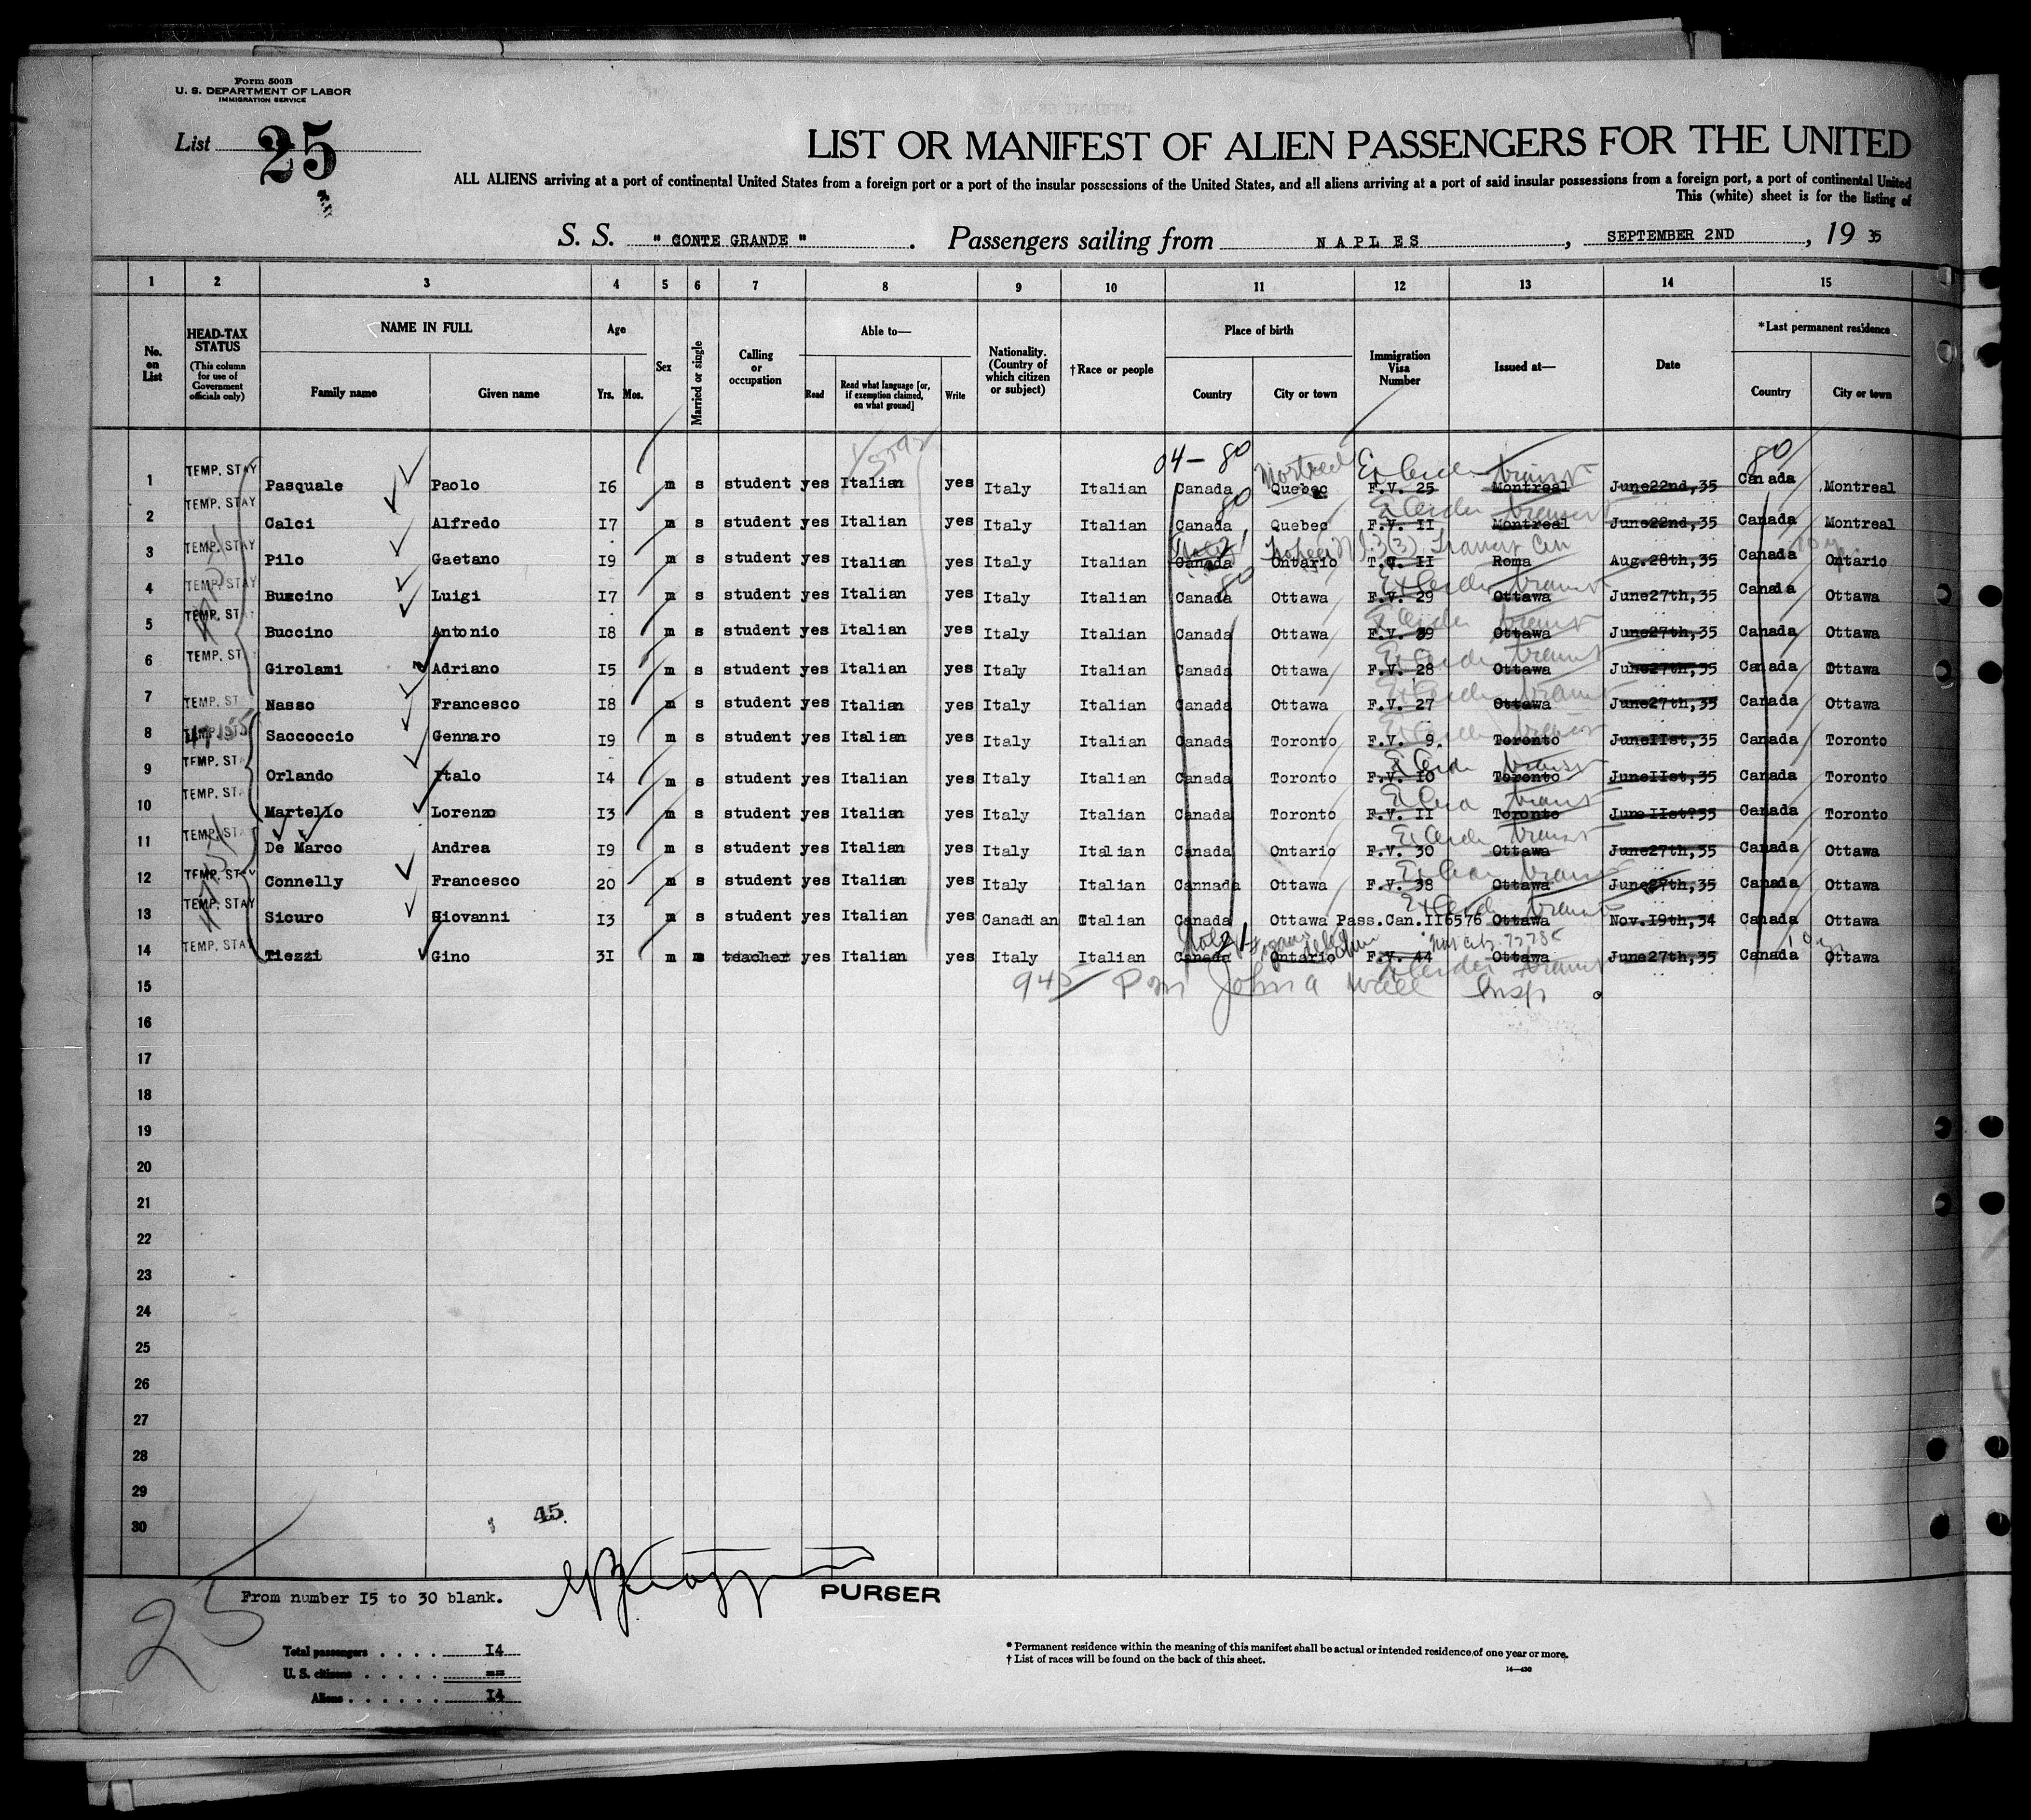 Form 500B
U. S. DEPARTMENT OF LABOR
IMMIGRATION SERVICE
List 25
LIST OR MANIFEST OF ALIEN PASSENGERS FOR THE UNITED
ALL ALIENS arriving at a port of continental United States from a foreign port or a port of the insular possessions of the United States, and all aliens arriving at a port of said insular possessions from a foreign port, a port of continental United
This (white) sheet is for the listing of
S. S. " CONTE GRANDE " . Passengers sailing from NAPLES , SEPTEMBER 2ND , 19 35
1 2 3 4 5 6 7 8 9 10 11 12 13 14 15
No. on List
HEAD-TAX STATUS (This column for use of Government officials only)
NAME IN FULL
Family name Given name
Age
Yrs. Mos.
Sex
Married or single
Calling or occupation
Able to—
Read Read what language [or, if exemption claimed, on what ground] Write
Nationality. (Country of which citizen or subject)
†Race or people
Place of birth
Country City or town
Immigration Visa Number
Issued at—
Date
*Last permanent residence
Country City or town
04- 80 80
1 TEMP. STAY Pasquale Paolo 16 m s student yes Italian yes Italy Italian Canada Quebec Montreal F.V. 25 Montreal June22nd,35 Canada Montreal
2 TEMP. STAY Calci Alfredo 17 m s student yes Italian yes Italy Italian Canada Quebec F.V. II Montreal June22nd,35 Canada Montreal
3 TEMP. STAY Pilo Gaetano 19 m s student yes Italian yes Italy Italian Canada Ontario T.V. II Roma Aug.28th,35 Canada Ontario
4 TEMP. STAY Buccino Luigi 17 m s student yes Italian yes Italy Italian Canada Ottawa F.V. 29 Ottawa June27th,35 Canada Ottawa
5 TEMP. STAY Buccino Antonio 18 m s student yes Italian yes Italy Italian Canada Ottawa F.V. 39 Ottawa June27th,35 Canada Ottawa
6 TEMP. STAY Girolami Adriano 15 m s student yes Italian yes Italy Italian Canada Ottawa F.V. 28 Ottawa June27th,35 Canada Ottawa
7 TEMP. ST Nasso Francesco 18 m s student yes Italian yes Italy Italian Canada Ottawa F.V. 27 Ottawa June27th,35 Canada Ottawa
8 Saccoccio Gennaro 19 m s student yes Italian yes Italy Italian Canada Toronto F.V. 9. Toronto JuneIIst,35 Canada Toronto
9 TEMP. STA Orlando Italo 14 m s student yes Italian yes Italy Italian Canada Toronto F.V. 10 Toronto JuneIIst,35 Canada Toronto
10 TEMP. STA Martello Lorenzo 13 m s student yes Italian yes Italy Italian Canada Toronto F.V. II Toronto JuneIIst?35 Canada Toronto
11 TEMP. STA De Marco Andrea 19 m s student yes Italian yes Italy Italian Canada Ontario F.V. 30 Ottawa June27th,35 Canada Ottawa
12 TEMP. STAY Connelly Francesco 20 m s student yes Italian yes Italy Italian Cannada Ottawa F.V. 38 Ottawa June27th,35 Canada Ottawa
13 TEMP. STAY Sicuro Giovanni 13 m s student yes Italian yes Canadian Italian Canada Ottawa Pass.Can.II6576 Ottawa Nov.19th,34 Canada Ottawa
14 TEMP. STAY Tiezzi Gino 31 m m teacher yes Italian yes Italy Italian Canada Ontario F.V. 44 Ottawa June27th,35 Canada Ottawa
15 945 Pm John A Wall Insp
16
17
18
19
20
21
22
23
24
25
26
27
28
29
30
45.
From number 15 to 30 blank.
PURSER
25
Total passengers . . . . 14
U. S. citizens . . . . . ==
Aliens . . . . . . 14
* Permanent residence within the meaning of this manifest shall be actual or intended residence of one year or more.
† List of races will be found on the back of this sheet.
14—430